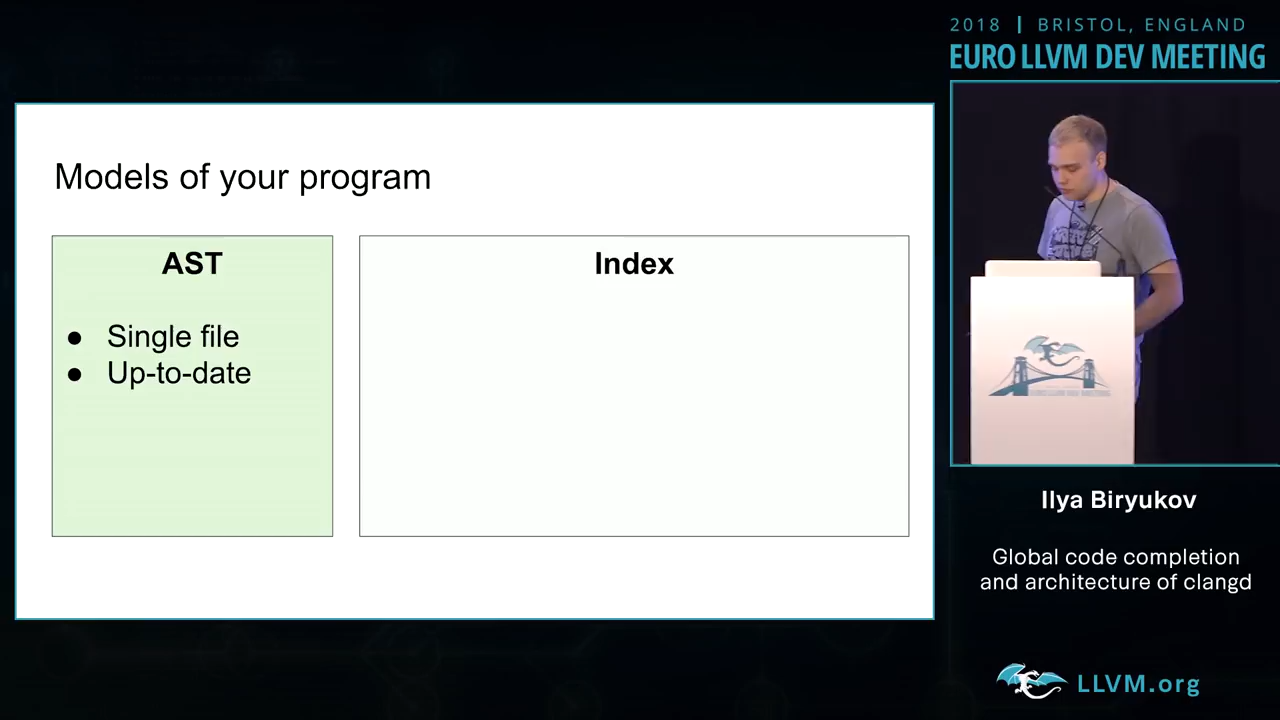 2018 | BRISTOL, ENGLAND
EURO LLVM DEV MEETING
Models of your program
AST
● Single file
● Up-to-date
Index
Ilya Biryukov
Global code completion
and architecture of clangd
LLVM.org